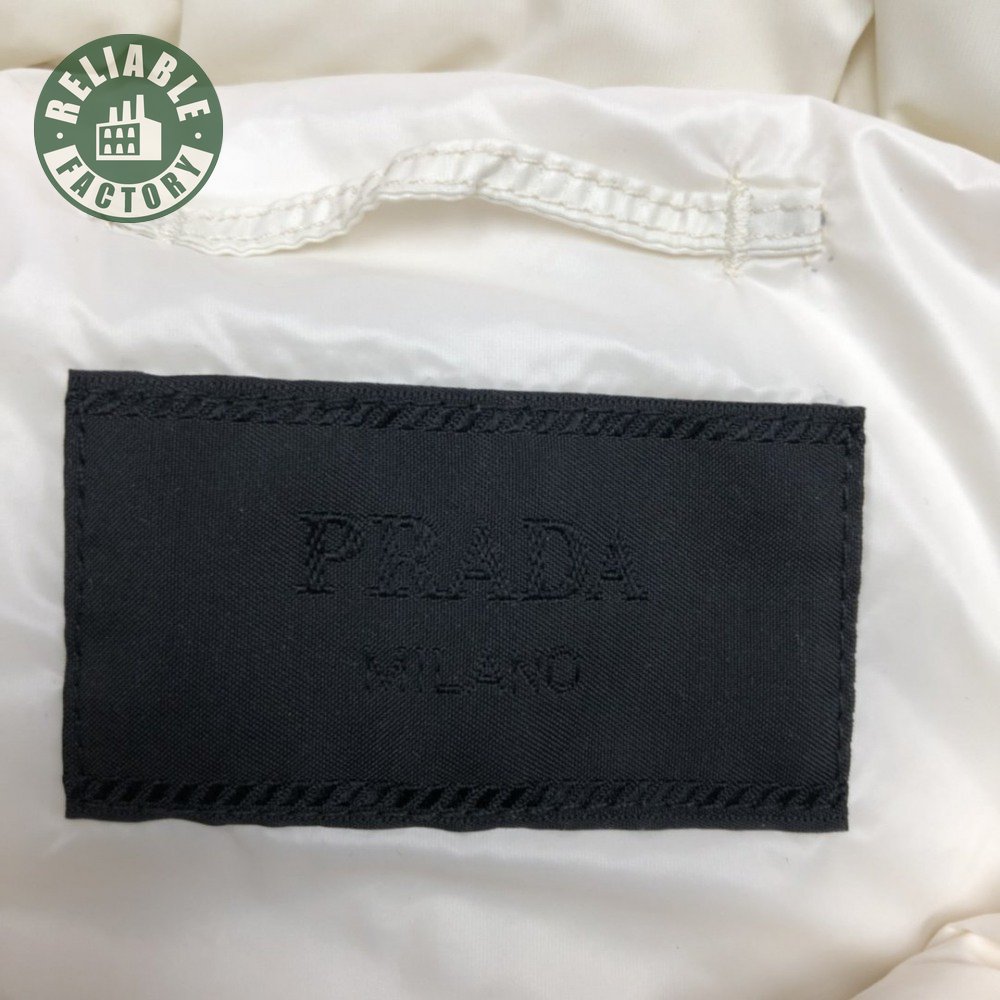 RELIABLE
FACTORY
PRADA
MILANO